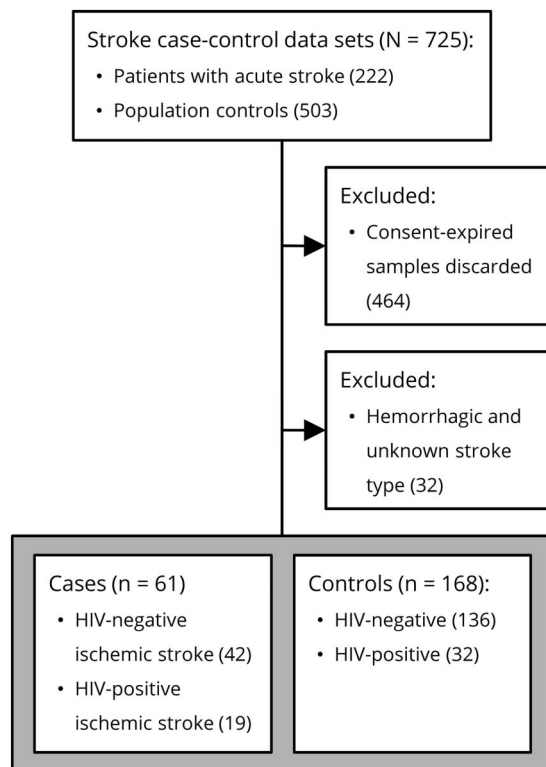 Stroke case-control data sets (N = 725):
• Patients with acute stroke (222)
• Population controls (503)
Excluded:
• Consent-expired
samples discarded
(464)
Excluded:
• Hemorrhagic and
unknown stroke
type (32)
Cases (n = 61)
• HIV-negative
ischemic stroke (42)
• HIV-positive
ischemic stroke (19)
Controls (n = 168):
• HIV-negative (136)
• HIV-positive (32)